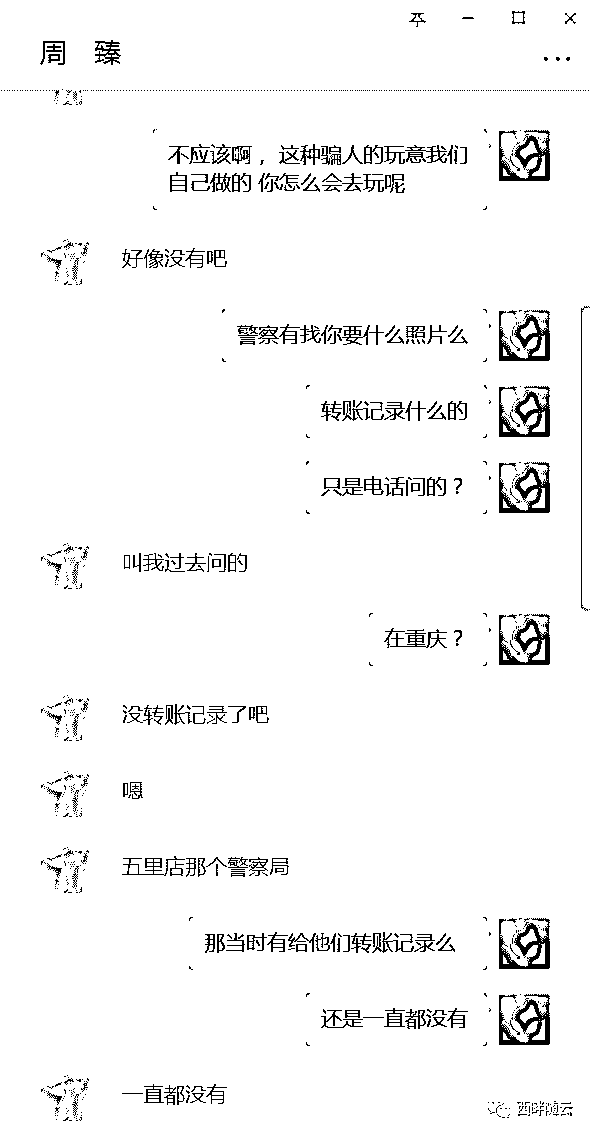 周 臻
不应该啊，这种骗人的玩意我们
自己做的 你怎么会去玩呢
好像没有吧
警察有找你要什么照片么
转账记录什么的
只是电话问的？
叫我过去问的
在重庆？
没转账记录了吧
嗯
五里店那个警察局
那当时有给他们转账记录么
还是一直都没有
一直都没有
西咩随云